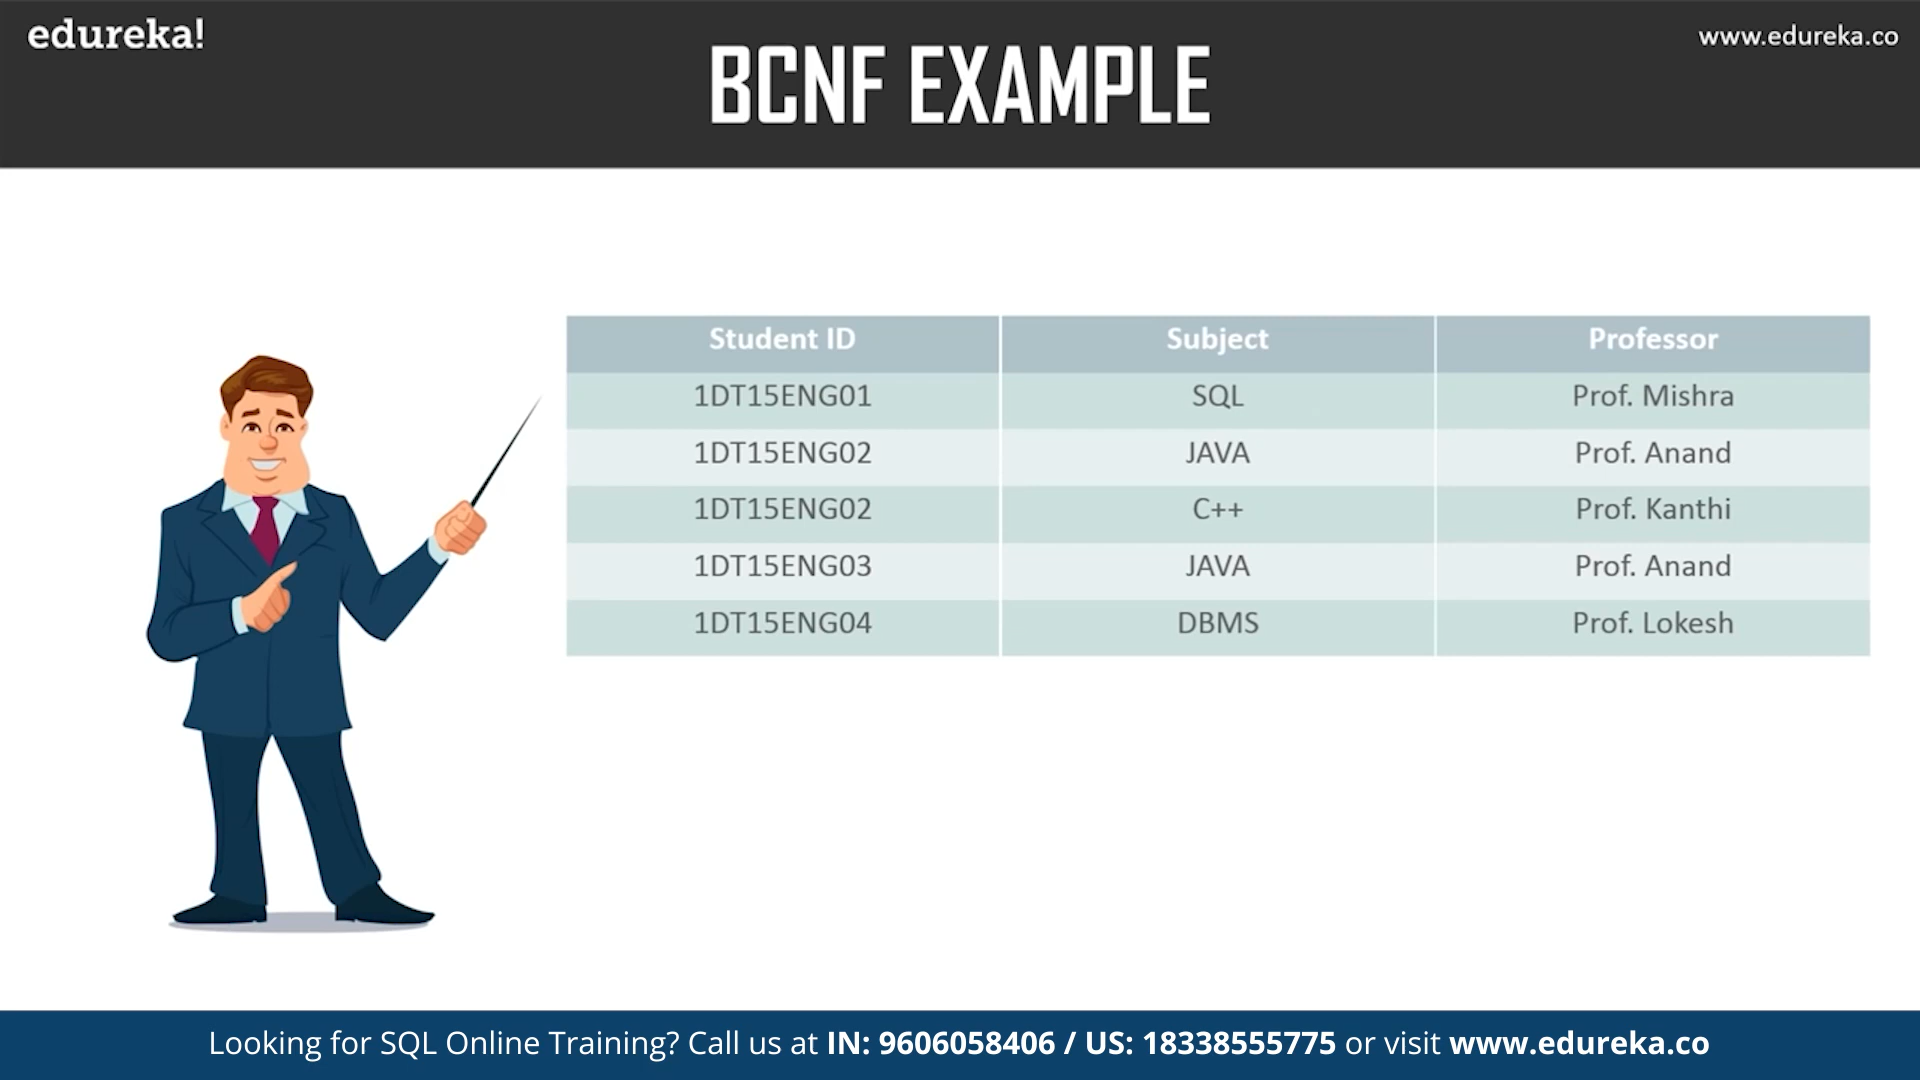 edureka!
www.edureka.co
BCNF EXAMPLE
Student ID Subject Professor
1DT15ENG01 SQL Prof. Mishra
1DT15ENG02 JAVA Prof. Anand
1DT15ENG02 C++ Prof. Kanthi
1DT15ENG03 JAVA Prof. Anand
1DT15ENG04 DBMS Prof. Lokesh
Looking for SQL Online Training? Call us at IN: 9606058406 / US: 18338555775 or visit www.edureka.co